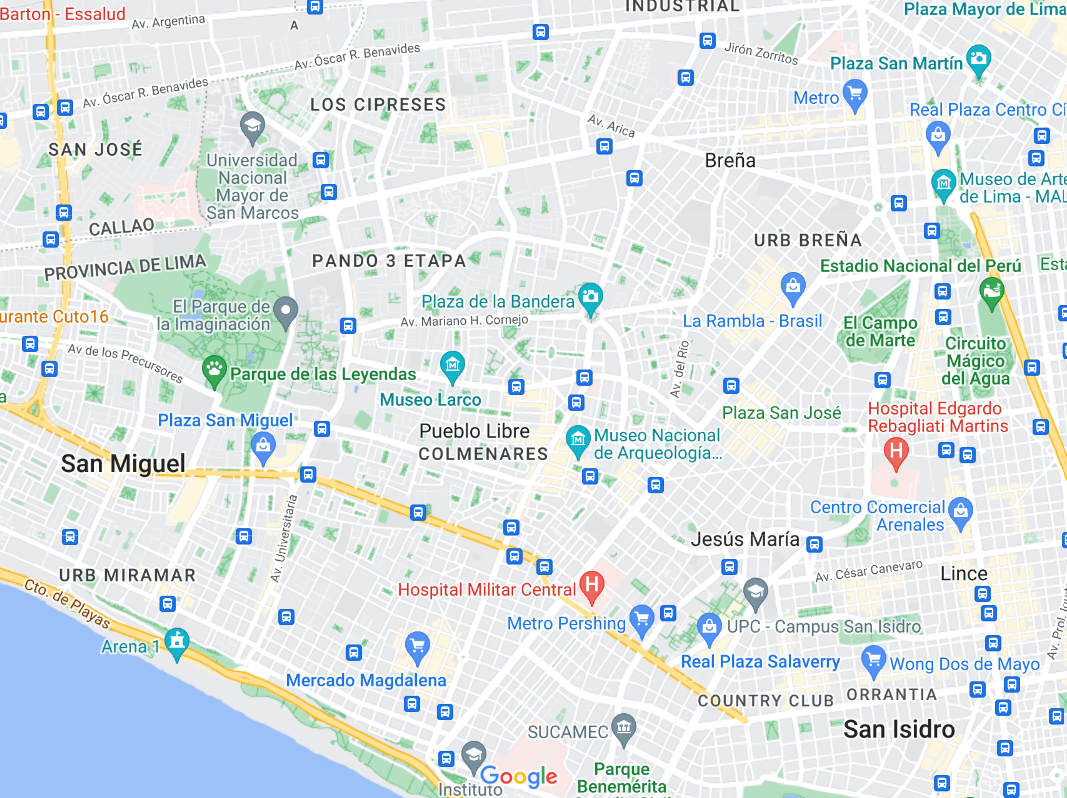 INDUSTRIAL
Plaza Mayor de Lima
Barton - Essalud
Av. Argentina
A
Jirón Zorritos
Plaza San Martín
Av. Óscar R. Benavides
Av. Óscar R. Benavides
Metro
LOS CIPRESES
Real Plaza Centro Cí
Av. Arica
SAN JOSÉ
Breña
Universidad
Nacional
Mayor de
San Marcos
Museo de Arte
de Lima - MAL
CALLAO
URB BREÑA
PROVINCIA DE LIMA
PANDO 3 ETAPA
Estadio Nacional del Perú
Esta
Plaza de la Bandera
El Parque de
la Imaginación
urante Cuto16
Av. Mariano H. Cornejo
La Rambla - Brasil
El Campo
de Marte
Circuito
Mágico
del Agua
Av de los Precursores
Av. del Río
Parque de las Leyendas
Museo Larco
a
Plaza San Miguel
Plaza San José
Hospital Edgardo
Rebagliati Martins
Pueblo Libre
COLMENARES
Museo Nacional
de Arqueología...
San Miguel
Av. Universitaria
Centro Comercial
Arenales
Jesús María
Av. César Canevaro
Lince
URB MIRAMAR
Cto. de Playas
Hospital Militar Central
H
H
Metro Pershing
UPC - Campus San Isidro
Av. Prol. Iqui
Arena 1
Real Plaza Salaverry
Wong Dos de Mayo
Mercado Magdalena
COUNTRY CLUB
ORRANTIA
San Isidro
SUCAMEC
Google
Instituto
Parque
Benemérita